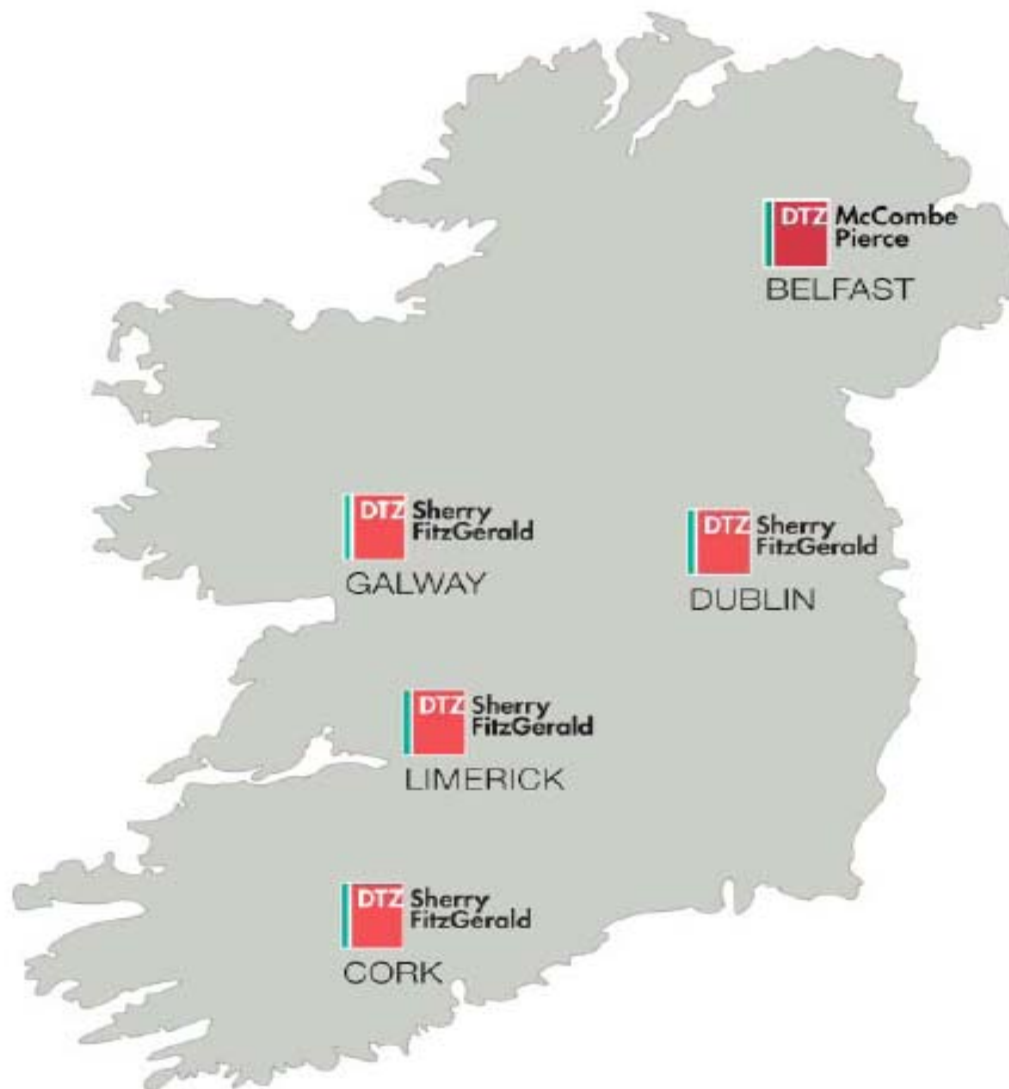 DTZ McCombe
Pierce
BELFAST
DTZ Sherry
FitzGerald
GALWAY
DTZ Sherry
FitzGerald
DUBLIN
DTZ Sherry
FitzGerald
LIMERICK
DTZ Sherry
FitzGerald
CORK